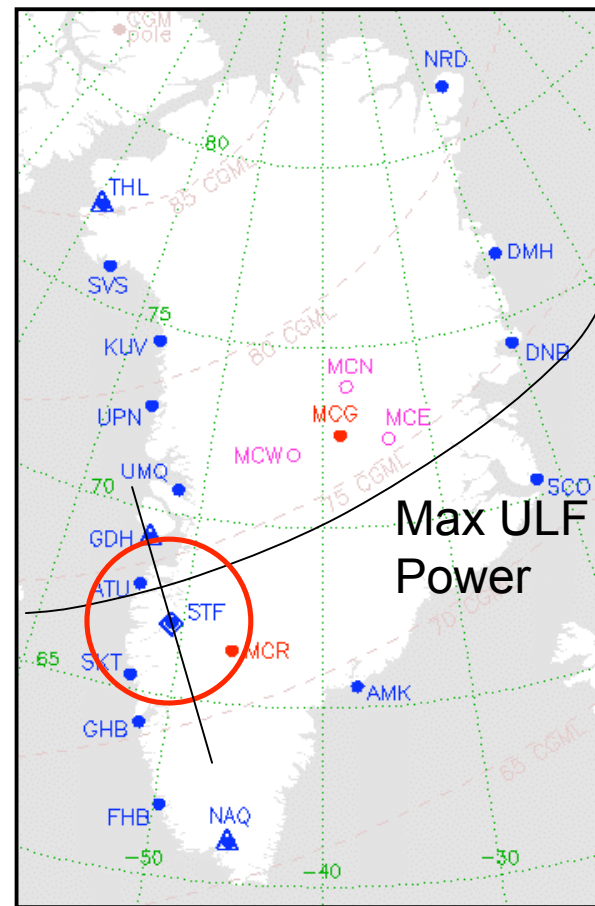 CGM
pole
NRD
80
THL
85 CGML
DMH
SVS
75
KUV
80 CGML
DNB
MCN
UPN
MCG
MCE
MCW
UMQ
75 CGML
SCO
70
Max ULF
Power
GDH
ATU
STF
70 CGML
MCR
65
SKT
AMK
GHB
65 CGML
FHB
NAQ
-50
-40
-30